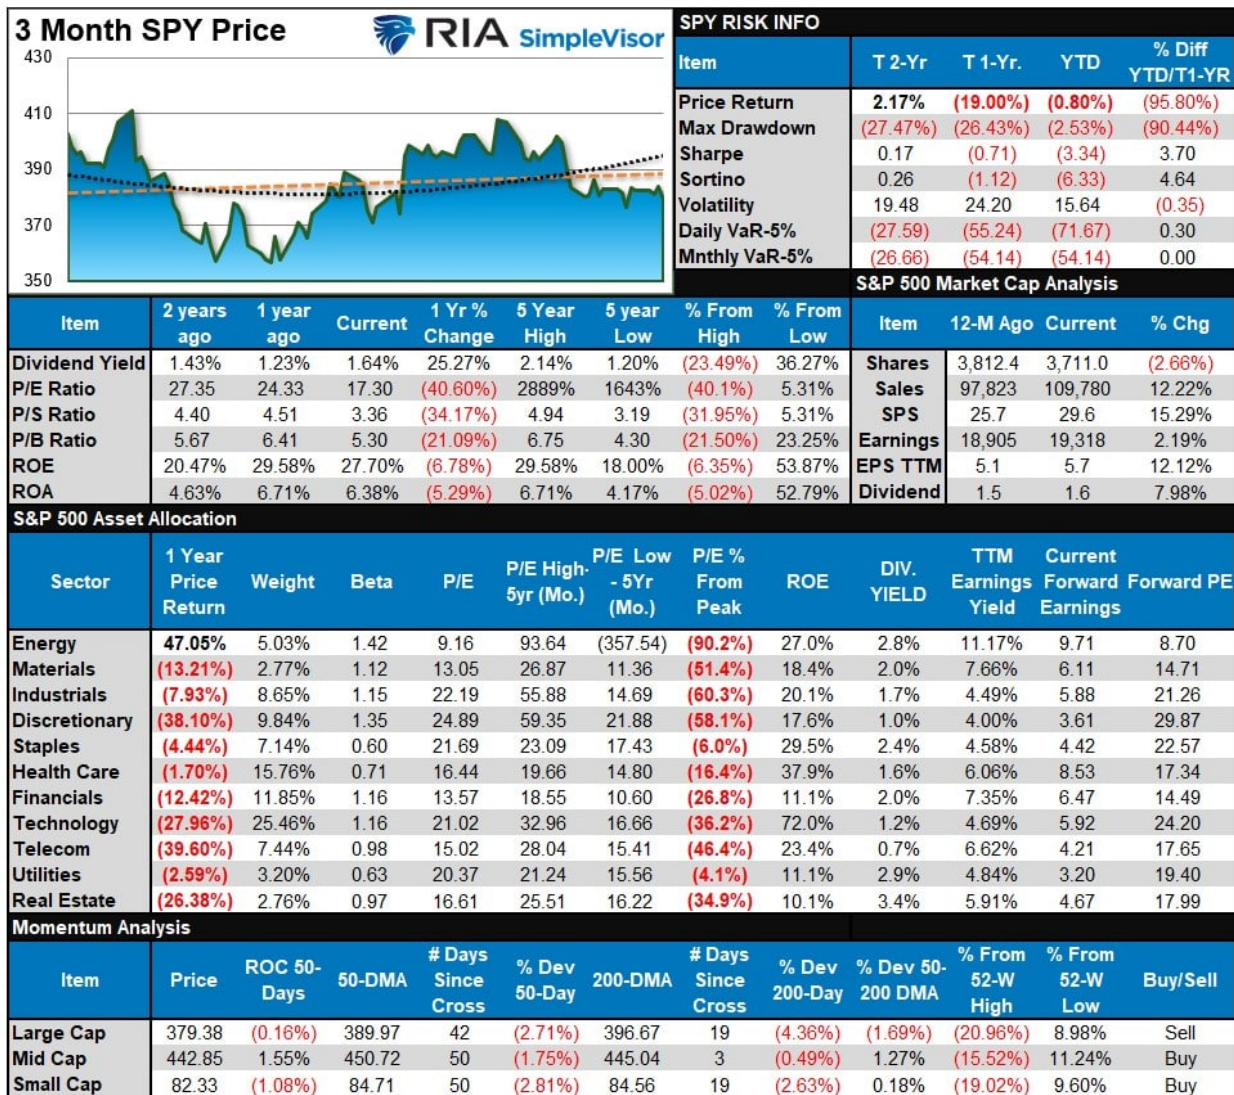 3 Month SPY Price
RIA SimpleVisor
430
410
390
370
350
SPY RISK INFO
Item T 2-Yr T 1-Yr. YTD % Diff YTD/T1-YR
Price Return 2.17% (19.00%) (0.80%) (95.80%)
Max Drawdown (27.47%) (26.43%) (2.53%) (90.44%)
Sharpe 0.17 (0.71) (3.34) 3.70
Sortino 0.26 (1.12) (6.33) 4.64
Volatility 19.48 24.20 15.64 (0.35)
Daily VaR-5% (27.59) (55.24) (71.67) 0.30
Mnthly VaR-5% (26.66) (54.14) (54.14) 0.00
Item 2 years ago 1 year ago Current 1 Yr % Change 5 Year High 5 year Low % From High % From Low
Dividend Yield 1.43% 1.23% 1.64% 25.27% 2.14% 1.20% (23.49%) 36.27%
P/E Ratio 27.35 24.33 17.30 (40.60%) 2889% 1643% (40.1%) 5.31%
P/S Ratio 4.40 4.51 3.36 (34.17%) 4.94 3.19 (31.95%) 5.31%
P/B Ratio 5.67 6.41 5.30 (21.09%) 6.75 4.30 (21.50%) 23.25%
ROE 20.47% 29.58% 27.70% (6.78%) 29.58% 18.00% (6.35%) 53.87%
ROA 4.63% 6.71% 6.38% (5.29%) 6.71% 4.17% (5.02%) 52.79%
S&P 500 Market Cap Analysis
Item 12-M Ago Current % Chg
Shares 3,812.4 3,711.0 (2.66%)
Sales 97,823 109,780 12.22%
SPS 25.7 29.6 15.29%
Earnings 18,905 19,318 2.19%
EPS TTM 5.1 5.7 12.12%
Dividend 1.5 1.6 7.98%
S&P 500 Asset Allocation
Sector 1 Year Price Return Weight Beta P/E P/E High- 5yr (Mo.) P/E Low - 5Yr (Mo.) P/E % From Peak ROE DIV. YIELD TTM Earnings Yield Current Forward Earnings Forward PE
Energy 47.05% 5.03% 1.42 9.16 93.64 (357.54) (90.2%) 27.0% 2.8% 11.17% 9.71 8.70
Materials (13.21%) 2.77% 1.12 13.05 26.87 11.36 (51.4%) 18.4% 2.0% 7.66% 6.11 14.71
Industrials (7.93%) 8.65% 1.15 22.19 55.88 14.69 (60.3%) 20.1% 1.7% 4.49% 5.88 21.26
Discretionary (38.10%) 9.84% 1.35 24.89 59.35 21.88 (58.1%) 17.6% 1.0% 4.00% 3.61 29.87
Staples (4.44%) 7.14% 0.60 21.69 23.09 17.43 (6.0%) 29.5% 2.4% 4.58% 4.42 22.57
Health Care (1.70%) 15.76% 0.71 16.44 19.66 14.80 (16.4%) 37.9% 1.6% 6.06% 8.53 17.34
Financials (12.42%) 11.85% 1.16 13.57 18.55 10.60 (26.8%) 11.1% 2.0% 7.35% 6.47 14.49
Technology (27.96%) 25.46% 1.16 21.02 32.96 16.66 (36.2%) 72.0% 1.2% 4.69% 5.92 24.20
Telecom (39.60%) 7.44% 0.98 15.02 28.04 15.41 (46.4%) 23.4% 0.7% 6.62% 4.21 17.65
Utilities (2.59%) 3.20% 0.63 20.37 21.24 15.56 (4.1%) 11.1% 2.9% 4.84% 3.20 19.40
Real Estate (26.38%) 2.76% 0.97 16.61 25.51 16.22 (34.9%) 10.1% 3.4% 5.91% 4.67 17.99
Momentum Analysis
Item Price ROC 50-Days 50-DMA # Days Since Cross % Dev 50-Day 200-DMA # Days Since Cross % Dev 200-Day % Dev 50-200 DMA % From 52-W High % From 52-W Low Buy/Sell
Large Cap 379.38 (0.16%) 389.97 42 (2.71%) 396.67 19 (4.36%) (1.69%) (20.96%) 8.98% Sell
Mid Cap 442.85 1.55% 450.72 50 (1.75%) 445.04 3 (0.49%) 1.27% (15.52%) 11.24% Buy
Small Cap 82.33 (1.08%) 84.71 50 (2.81%) 84.56 19 (2.63%) 0.18% (19.02%) 9.60% Buy